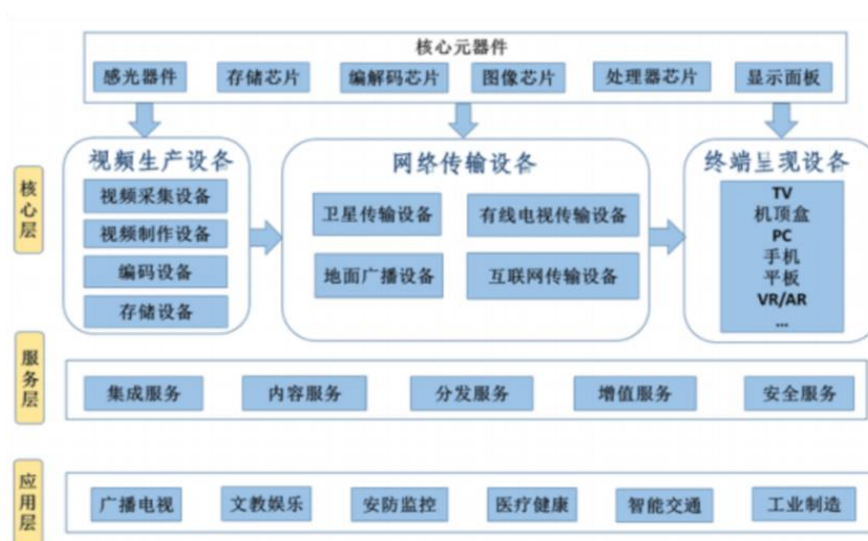 核心元器件
感光器件 存储芯片 编解码芯片 图像芯片 处理器芯片 显示面板
核心层
视频生产设备
视频采集设备
视频制作设备
编码设备
存储设备
网络传输设备
卫星传输设备 有线电视传输设备
地面广播设备 互联网传输设备
终端呈现设备
TV
机顶盒
PC
手机
平板
VR/AR
...
服务层
集成服务 内容服务 分发服务 增值服务 安全服务
应用层
广播电视 文教娱乐 安防监控 医疗健康 智能交通 工业制造